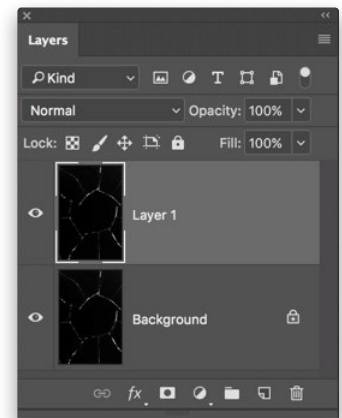 Layers
Kind
Normal Opacity: 100%
Lock: Fill: 100%
Layer 1
Background
fx